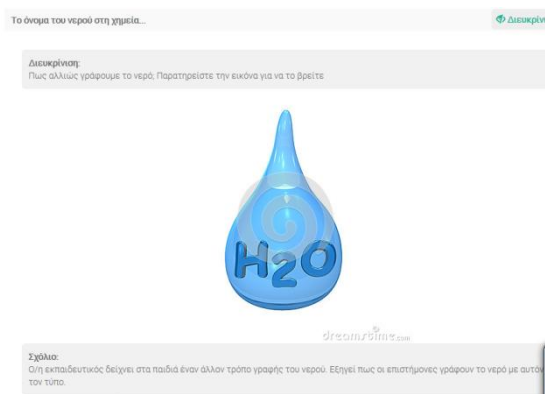 Το όνομα του νερού στη χημεία...
Διευκρίνι
Διευκρίνιση:
Πως αλλιώς γράφουμε το νερό; Παρατηρείστε την εικόνα για να το βρείτε
H2O
dreamstime.com
Σχόλιο:
Ο/η εκπαιδευτικός δείχνει στα παιδιά έναν άλλον τρόπο γραφής του νερού. Εξηγεί πως οι επιστήμονες γράφουν το νερό με αυτόν
τον τύπο.